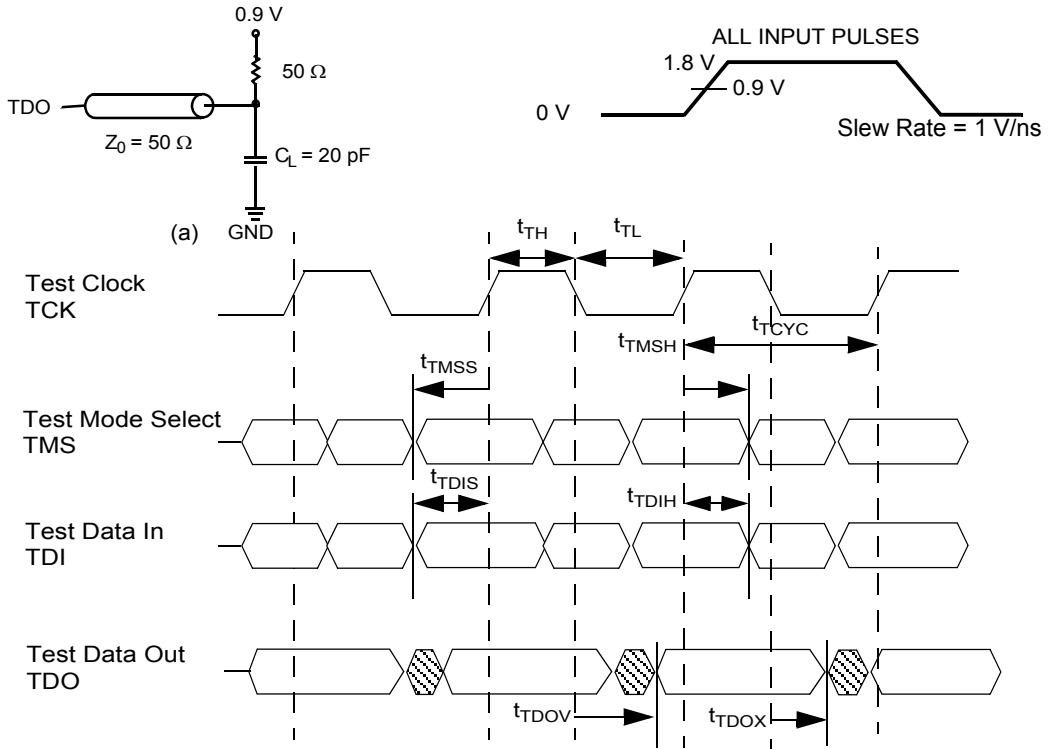 0.9 V
50 Ω
TDO
Z0 = 50 Ω
CL = 20 pF
(a) GND
ALL INPUT PULSES
1.8 V
0.9 V
0 V
Slew Rate = 1 V/ns
tTH
tTL
Test Clock
TCK
tTCYC
tTMSH
tTMSS
Test Mode Select
TMS
tTDIS
tTDIH
Test Data In
TDI
Test Data Out
TDO
tTDOV
tTDOX